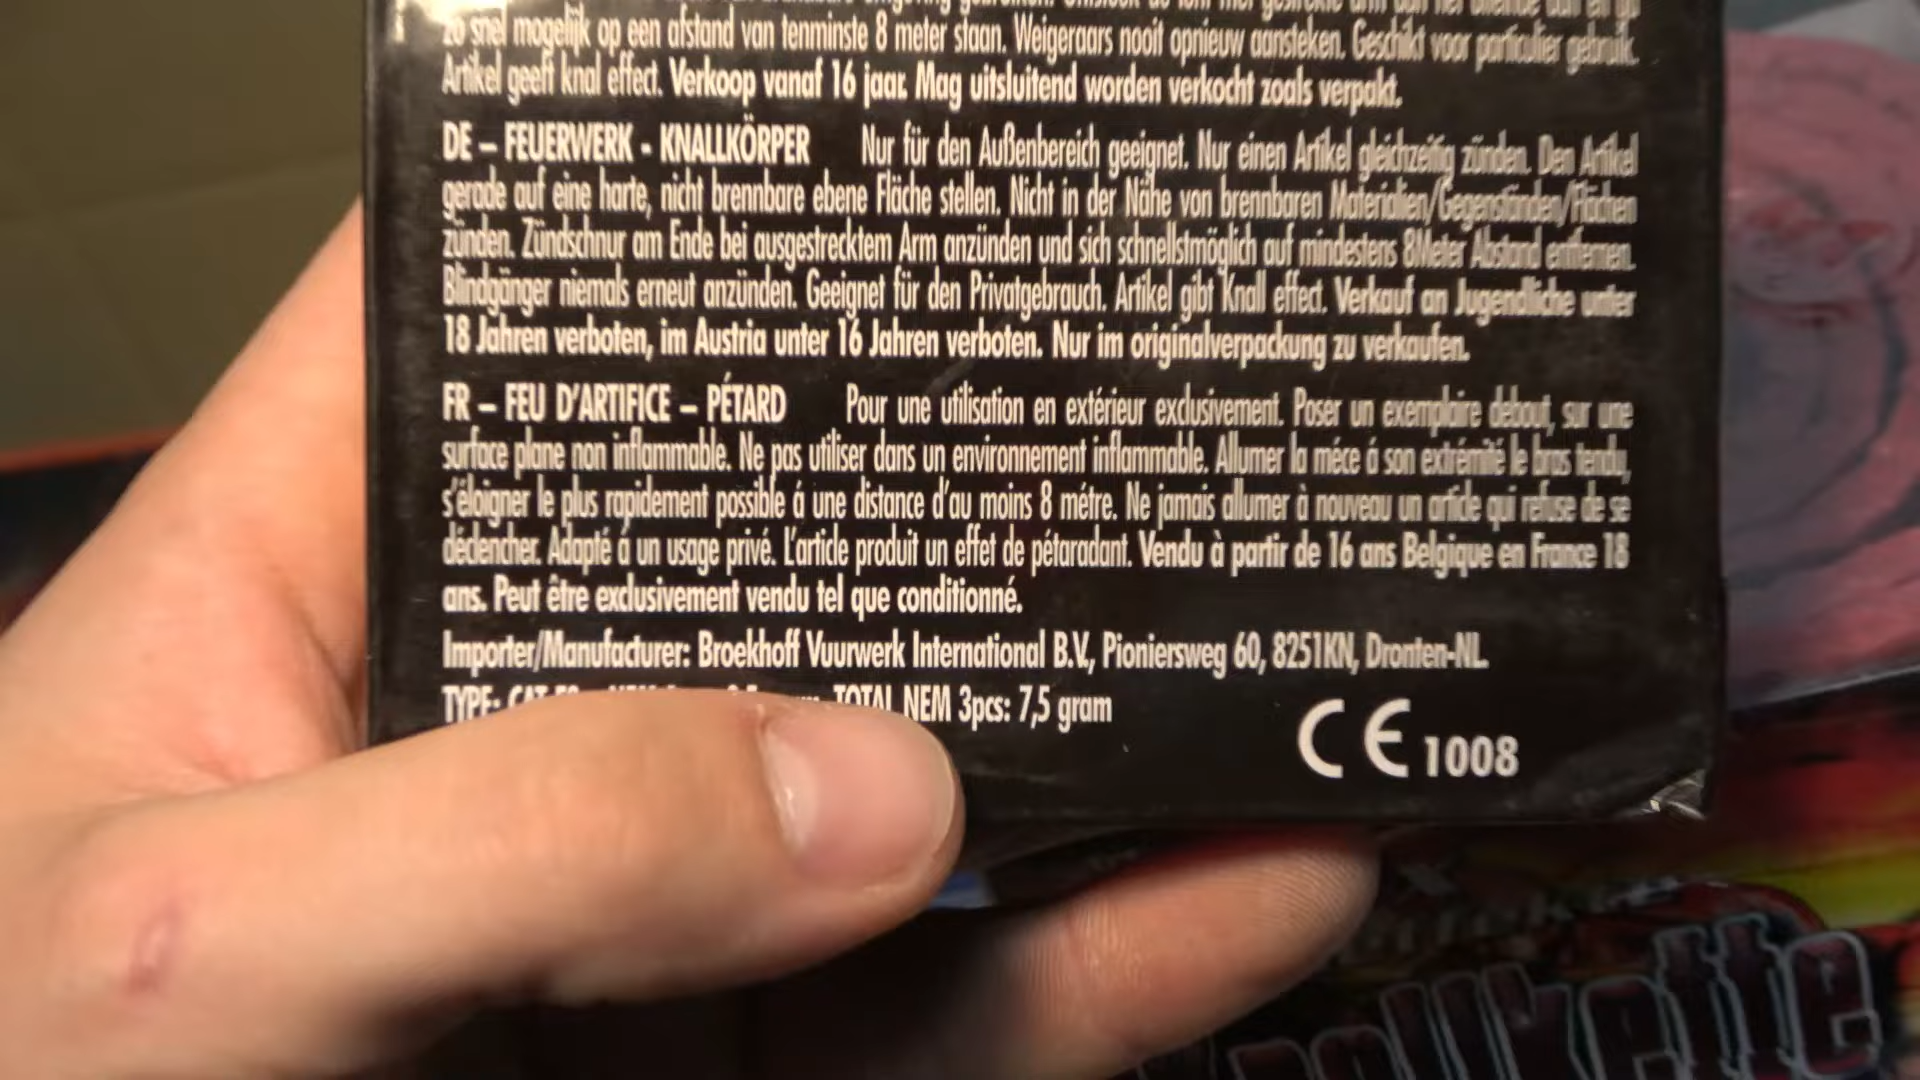 zo snel mogelijk op een afstand van tenminste 8 meter staan. Weigeraars nooit opnieuw aansteken. Geschikt voor particulier gebruik.
Artikel geeft knal effect. Verkoop vanaf 16 jaar. Mag uitsluitend worden verkocht zoals verpakt.
DE – FEUERWERK - KNALLKÖRPER Nur für den Außenbereich geeignet. Nur einen Artikel gleichzeitig zünden. Den Artikel
gerade auf eine harte, nicht brennbare ebene Fläche stellen. Nicht in der Nähe von brennbaren Materialien/Gegenständen/Flächen
zünden. Zündschnur am Ende bei ausgestrecktem Arm anzünden und sich schnellstmöglich auf mindestens 8Meter Abstand entfernen.
Blindgänger niemals erneut anzünden. Geeignet für den Privatgebrauch. Artikel gibt Knall effect. Verkauf an Jugendliche unter
18 Jahren verboten, im Austria unter 16 Jahren verboten. Nur im originalverpackung zu verkaufen.
FR – FEU D'ARTIFICE – PÉTARD Pour une utilisation en extérieur exclusivement. Poser un exemplaire debout, sur une
surface plane non inflammable. Ne pas utiliser dans un environnement inflammable. Allumer la méce á son extrémité le bras tendu,
s'éloigner le plus rapidement possible á une distance d'au moins 8 métre. Ne jamais allumer à nouveau un article qui refuse de se
déclencher. Adapté á un usage privé. L'article produit un effet de pétaradant. Vendu à partir de 16 ans Belgique en France 18
ans. Peut être exclusivement vendu tel que conditionné.
Importer/Manufacturer: Broekhoff Vuurwerk International B.V., Pioniersweg 60, 8251KN, Dronten-NL.
TYPE: TOTAL NEM 3pcs: 7,5 gram
CE 1008